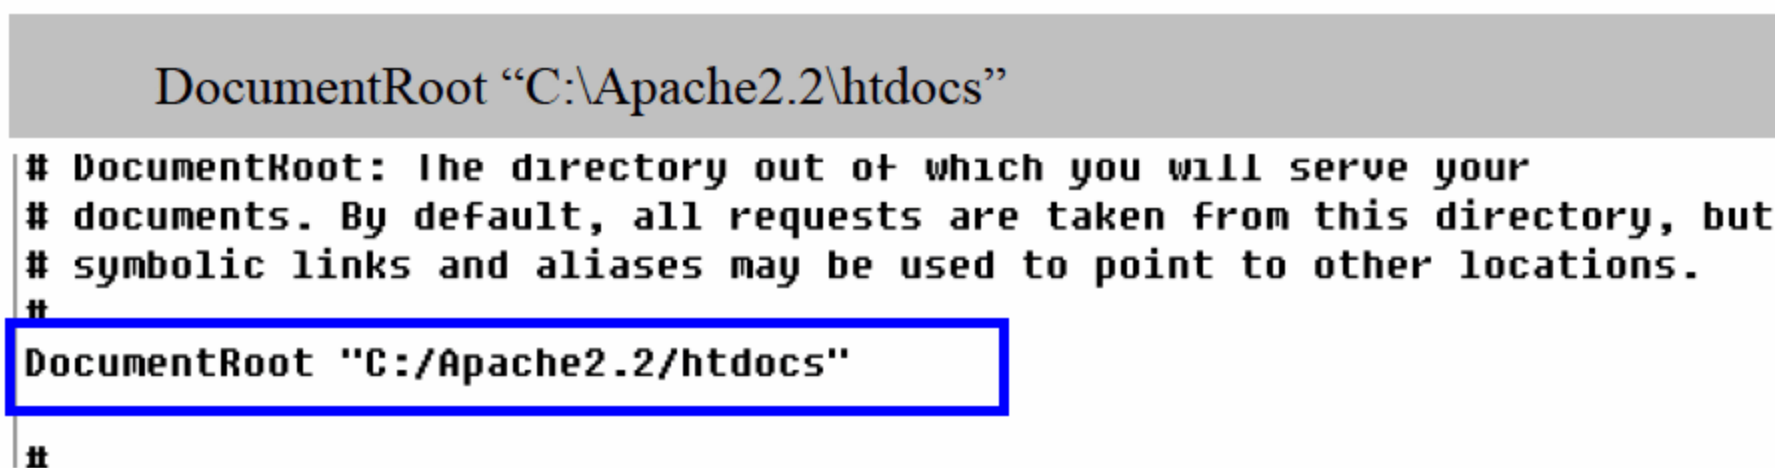 DocumentRoot “C:\Apache2.2\htdocs”
# DocumentRoot: The directory out of which you will serve your
# documents. By default, all requests are taken from this directory, but
# symbolic links and aliases may be used to point to other locations.
#
DocumentRoot "C:/Apache2.2/htdocs"
#